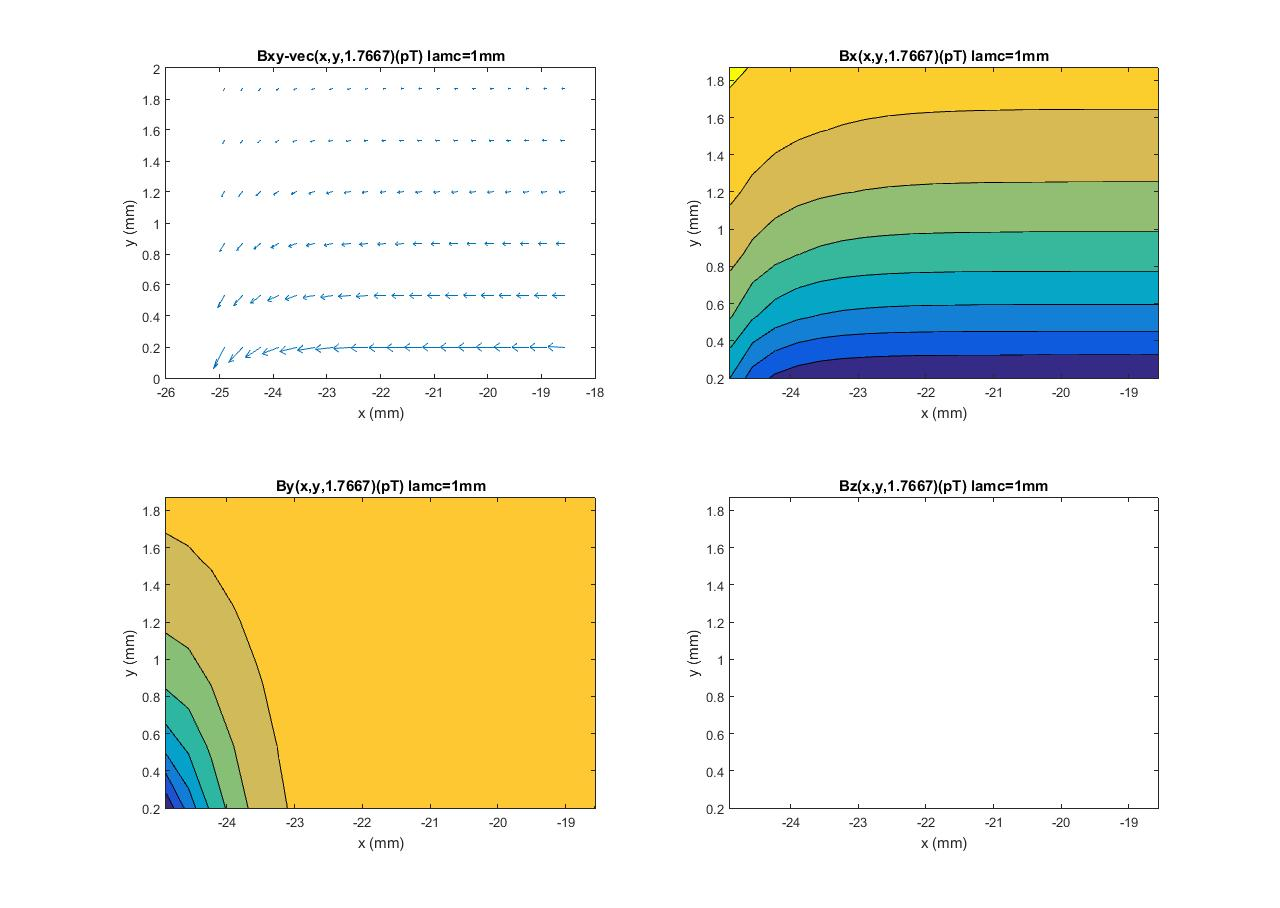 Bxy-vec(x,y,1.7667)(pT) lamc=1mm
2
1.8
1.6
1.4
1.2
1
0.8
0.6
0.4
0.2
0
y (mm)
-26 -25 -24 -23 -22 -21 -20 -19 -18
x (mm)
Bx(x,y,1.7667)(pT) lamc=1mm
1.8
1.6
1.4
1.2
1
0.8
0.6
0.4
0.2
y (mm)
-24 -23 -22 -21 -20 -19
x (mm)
By(x,y,1.7667)(pT) lamc=1mm
1.8
1.6
1.4
1.2
1
0.8
0.6
0.4
0.2
y (mm)
-24 -23 -22 -21 -20 -19
x (mm)
Bz(x,y,1.7667)(pT) lamc=1mm
1.8
1.6
1.4
1.2
1
0.8
0.6
0.4
0.2
y (mm)
-24 -23 -22 -21 -20 -19
x (mm)